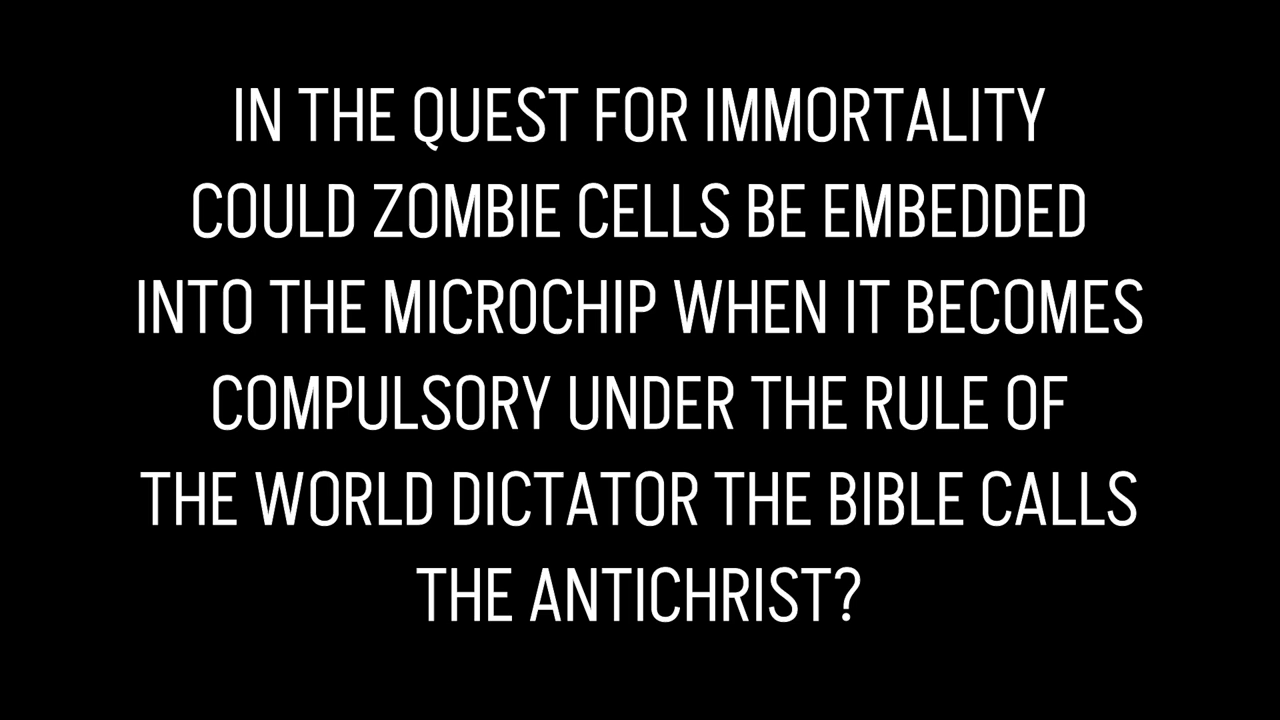 IN THE QUEST FOR IMMORTALITY
COULD ZOMBIE CELLS BE EMBEDDED
INTO THE MICROCHIP WHEN IT BECOMES
COMPULSORY UNDER THE RULE OF
THE WORLD DICTATOR THE BIBLE CALLS
THE ANTICHRIST?